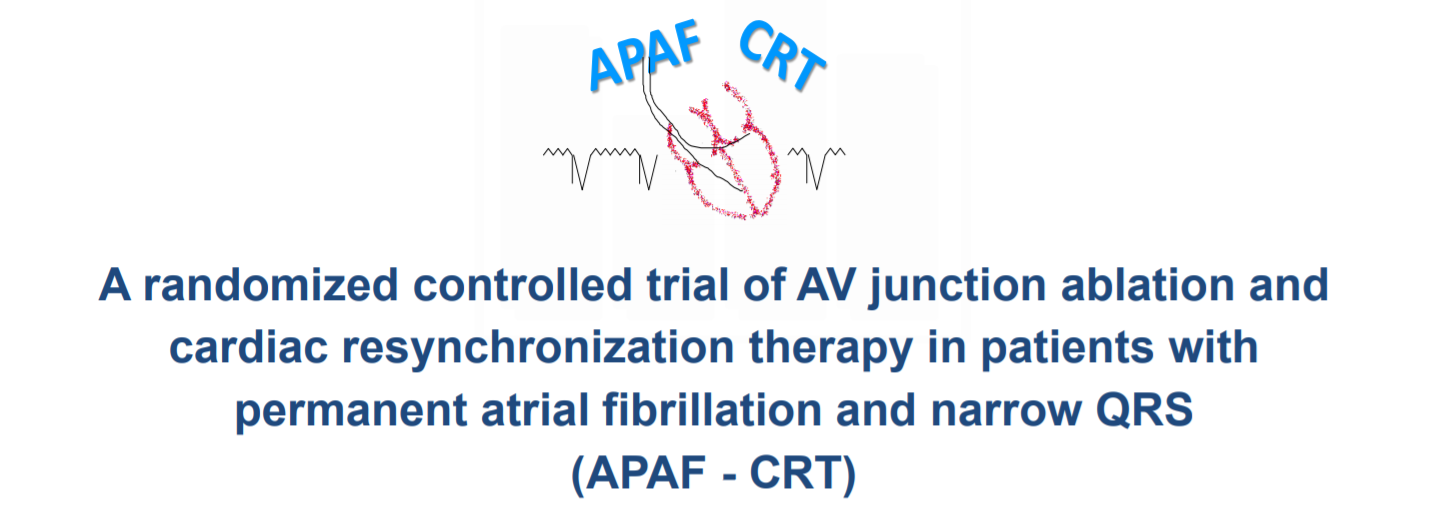 APAF CRT
A randomized controlled trial of AV junction ablation and
cardiac resynchronization therapy in patients with
permanent atrial fibrillation and narrow QRS
(APAF - CRT)